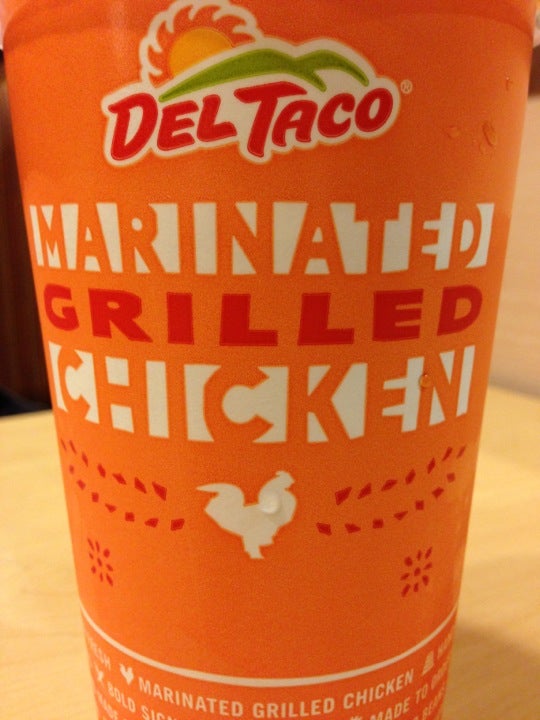 DEL TACO®
MARINATED
GRILLED
CHICKEN
MARINATED GRILLED CHICKEN
BOLD MADE TO